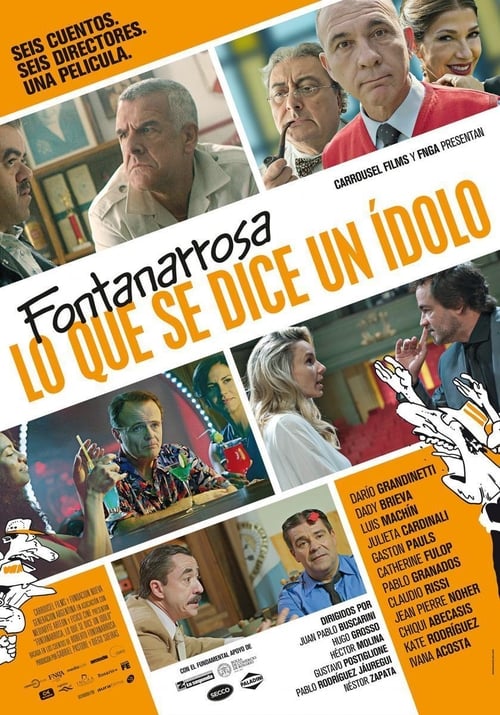 SEIS CUENTOS.
SEIS DIRECTORES.
UNA PELICULA.
CARROUSEL FILMS Y FNGA PRESENTAN
Fontanarrosa
LO QUE SE DICE UN ÍDOLO
DARÍO GRANDINETTI
DADY BRIEVA
LUIS MACHÍN
JULIETA CARDINALI
GASTON PAULS
CATHERINE FULOP
PABLO GRANADOS
CLAUDIO RISSI
JEAN PIERRE NOHER
CHIQUI ABECASIS
KATE RODRÍGUEZ
IVANA ACOSTA
DIRIGIDOS POR
JUAN PABLO BUSCARINI
HUGO GROSSO
HÉCTOR MOLINA
GUSTAVO POSTIGLIONE
PABLO RODRÍGUEZ JÁUREGUI
NÉSTOR ZAPATA
CON EL FUNDAMENTAL APOYO DE
La Segunda
SECCO
PALADINI